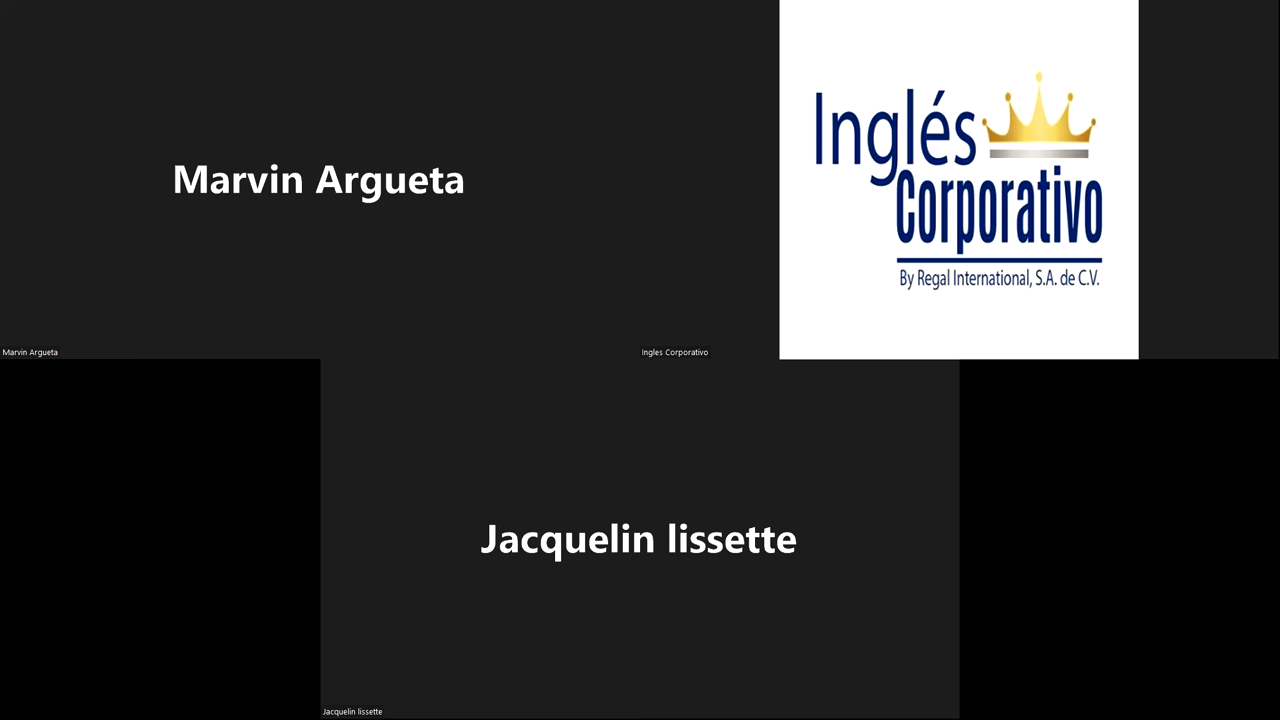 Marvin Argueta
Marvin Argueta
Inglés
Corporativo
By Regal International, S.A. de C.V.
Ingles Corporativo
Jacquelin lissette
Jacquelin lissette